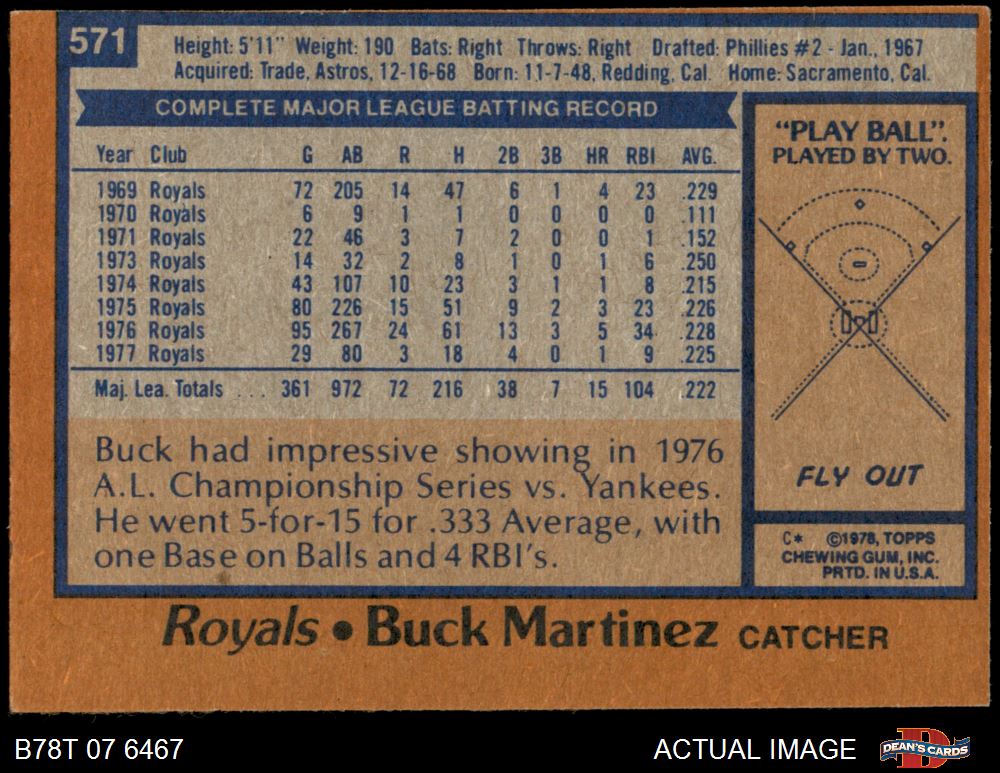 571
Height: 5'11" Weight: 190 Bats: Right Throws: Right Drafted: Phillies #2 - Jan., 1967
Acquired: Trade, Astros, 12-16-68 Born: 11-7-48, Redding, Cal. Home: Sacramento, Cal.
COMPLETE MAJOR LEAGUE BATTING RECORD
Year Club G AB R H 2B 3B HR RBI AVG.
1969 Royals 72 205 14 47 6 1 4 23 .229
1970 Royals 6 9 1 1 0 0 0 0 .111
1971 Royals 22 46 3 7 2 0 0 1 .152
1973 Royals 14 32 2 8 1 0 1 6 .250
1974 Royals 43 107 10 23 3 1 1 8 .215
1975 Royals 80 226 15 51 9 2 3 23 .226
1976 Royals 95 267 24 61 13 3 5 34 .228
1977 Royals 29 80 3 18 4 0 1 9 .225
Maj. Lea. Totals ... 361 972 72 216 38 7 15 104 .222
Buck had impressive showing in 1976
A.L. Championship Series vs. Yankees.
He went 5-for-15 for .333 Average, with
one Base on Balls and 4 RBI's.
"PLAY BALL".
PLAYED BY TWO.
FLY OUT
C* ©1978, TOPPS
CHEWING GUM, INC.
PRTD. IN U.S.A.
Royals • Buck Martinez CATCHER
B78T 07 6467
ACTUAL IMAGE
DEAN'S CARDS